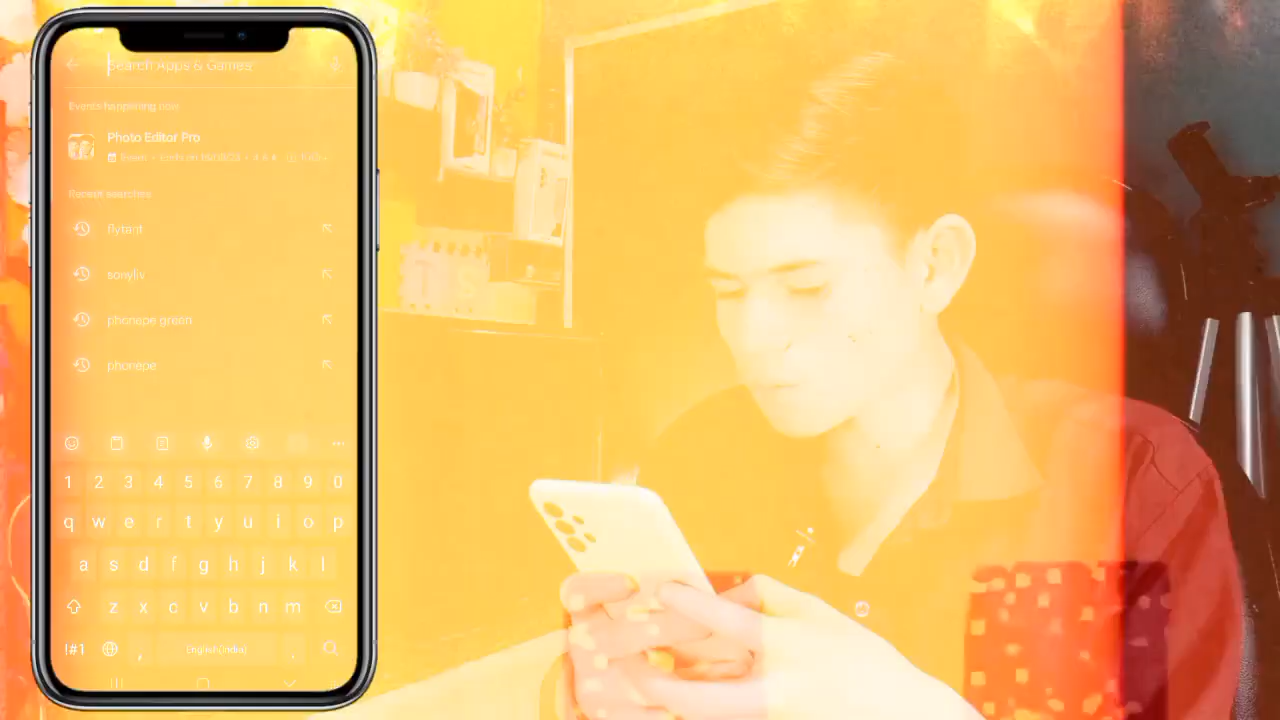 Search Apps & Games
Events happening now
Photo Editor Pro
Recent searches
sonyliv
phonepe green
phonepe
1 2 3 4 5 6 7 8 9 0
q w e r t y u i o p
a s d f g h j k l
z x c v b n m
!#1 , English(India) .